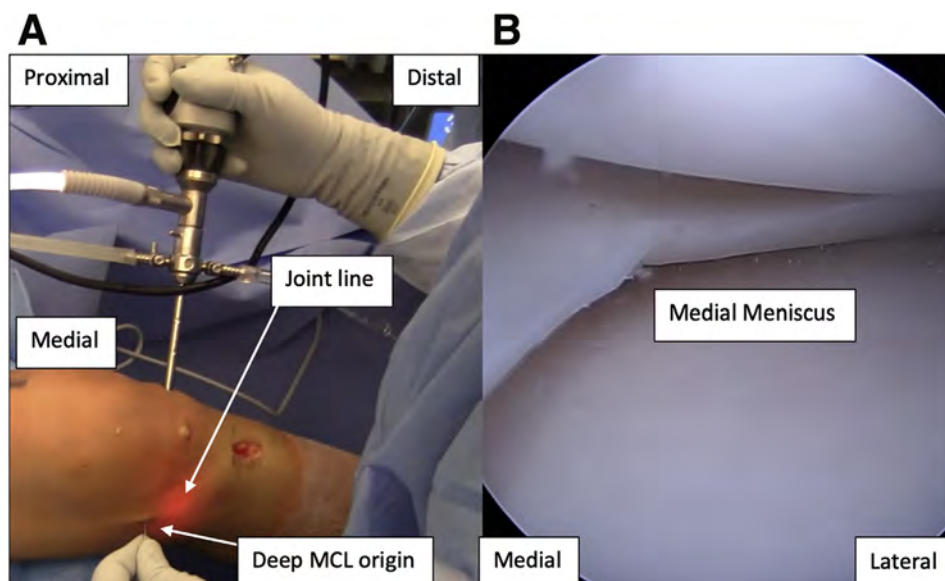 A
B
Proximal
Distal
Joint line
Medial
Medial Meniscus
Deep MCL origin
Medial
Lateral